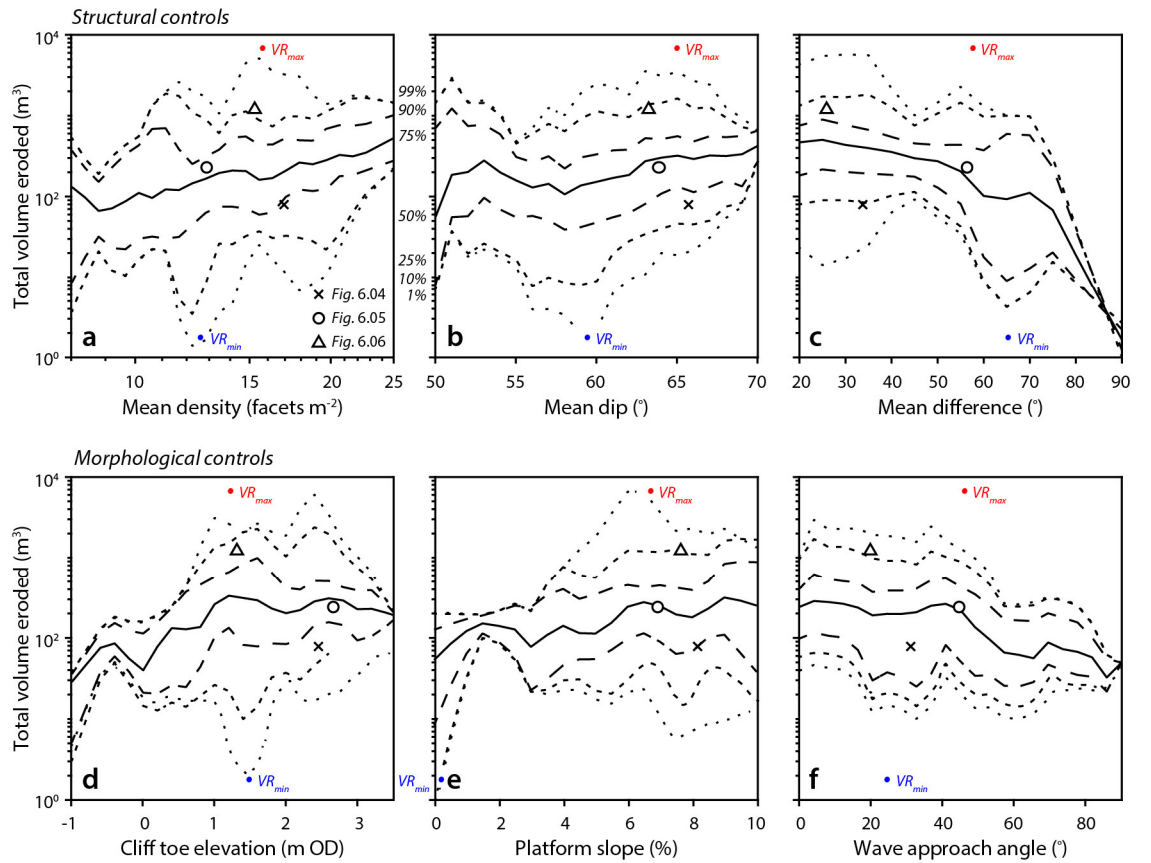 Structural controls
Total volume eroded (m³)
10⁴
10²
10⁰
VRmax
VRmin
× Fig. 6.04
○ Fig. 6.05
△ Fig. 6.06
a
10 15 20 25
Mean density (facets m⁻²)
99%
90%
75%
50%
25%
10%
1%
VRmax
VRmin
b
50 55 60 65 70
Mean dip (°)
VRmax
VRmin
c
20 30 40 50 60 70 80 90
Mean difference (°)
Morphological controls
Total volume eroded (m³)
10⁴
10²
10⁰
VRmax
VRmin
d
-1 0 1 2 3
Cliff toe elevation (m OD)
VRmax
VRmin
e
0 2 4 6 8 10
Platform slope (%)
VRmax
VRmin
f
0 20 40 60 80
Wave approach angle (°)